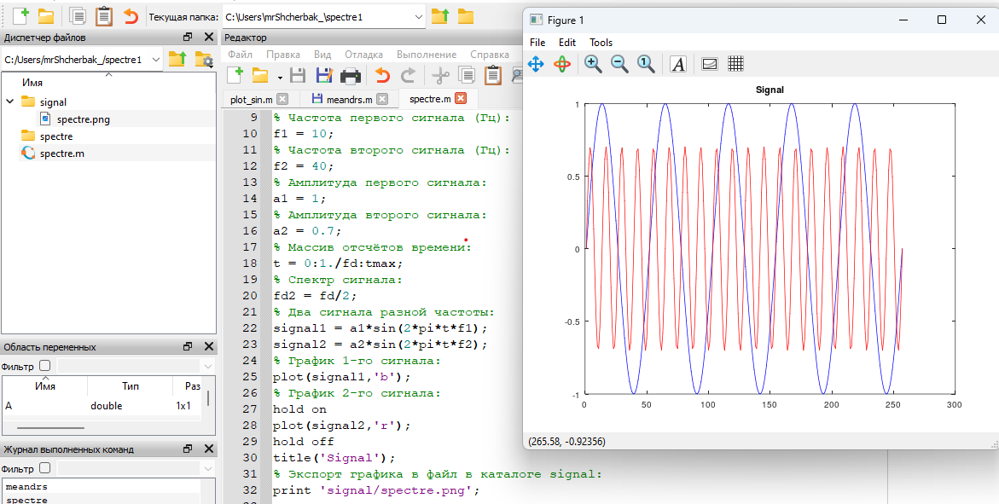 Текущая папка: C:\Users\mrShcherbak_\spectre1
Диспетчер файлов
C:/Users/mrShcherbak_/spectre1
Имя
signal
spectre.png
spectre
spectre.m
Область переменных
Фильтр
Имя Тип Раз
A double 1x1
Журнал выполненных команд
Фильтр
meandrs
spectre
Редактор
Файл Правка Вид Отладка Выполнение Справка
plot_sin.m meandrs.m spectre.m
9 % Частота первого сигнала (Гц):
10 f1 = 10;
11 % Частота второго сигнала (Гц):
12 f2 = 40;
13 % Амплитуда первого сигнала:
14 a1 = 1;
15 % Амплитуда второго сигнала:
16 a2 = 0.7;
17 % Массив отсчётов времени:
18 t = 0:1./fd:tmax;
19 % Спектр сигнала:
20 fd2 = fd/2;
21 % Два сигнала разной частоты:
22 signal1 = a1*sin(2*pi*t*f1);
23 signal2 = a2*sin(2*pi*t*f2);
24 % График 1-го сигнала:
25 plot(signal1,'b');
26 % График 2-го сигнала:
27 hold on
28 plot(signal2,'r');
29 hold off
30 title('Signal');
31 % Экспорт графика в файл в каталоге signal:
32 print 'signal/spectre.png';
Figure 1
File Edit Tools
A
Signal
1
0.5
0
-0.5
-1
0 50 100 150 200 250 300
(265.58, -0.92356)